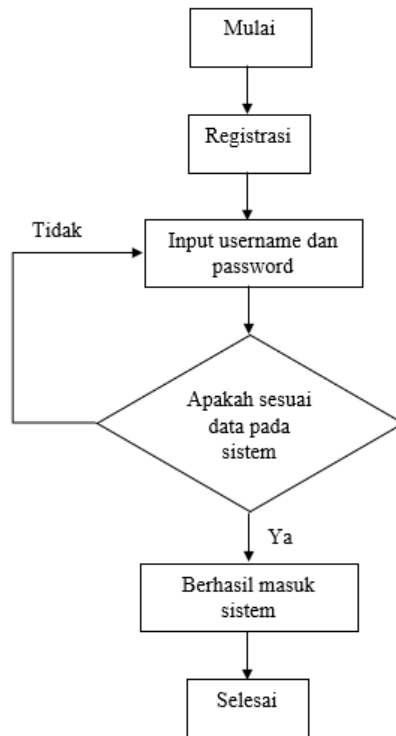 Mulai
Registrasi
Tidak
Input username dan
password
Apakah sesuai
data pada
sistem
Ya
Berhasil masuk
sistem
Selesai